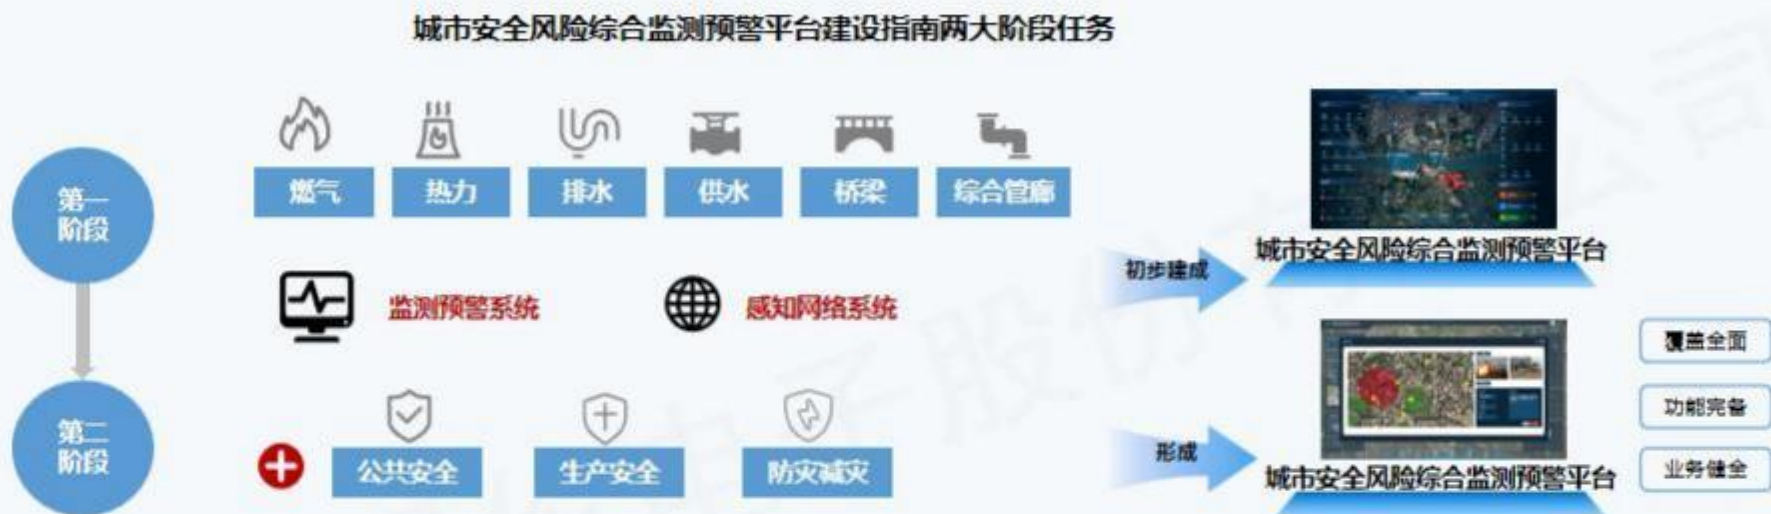 城市安全风险综合监测预警平台建设指南两大阶段任务
第一
阶段
燃气
热力
排水
供水
桥梁
综合管廊
监测预警系统
感知网络系统
初步建成
城市安全风险综合监测预警平台
第二
阶段
公共安全
生产安全
防灾减灾
形成
城市安全风险综合监测预警平台
覆盖全面
功能完备
业务健全